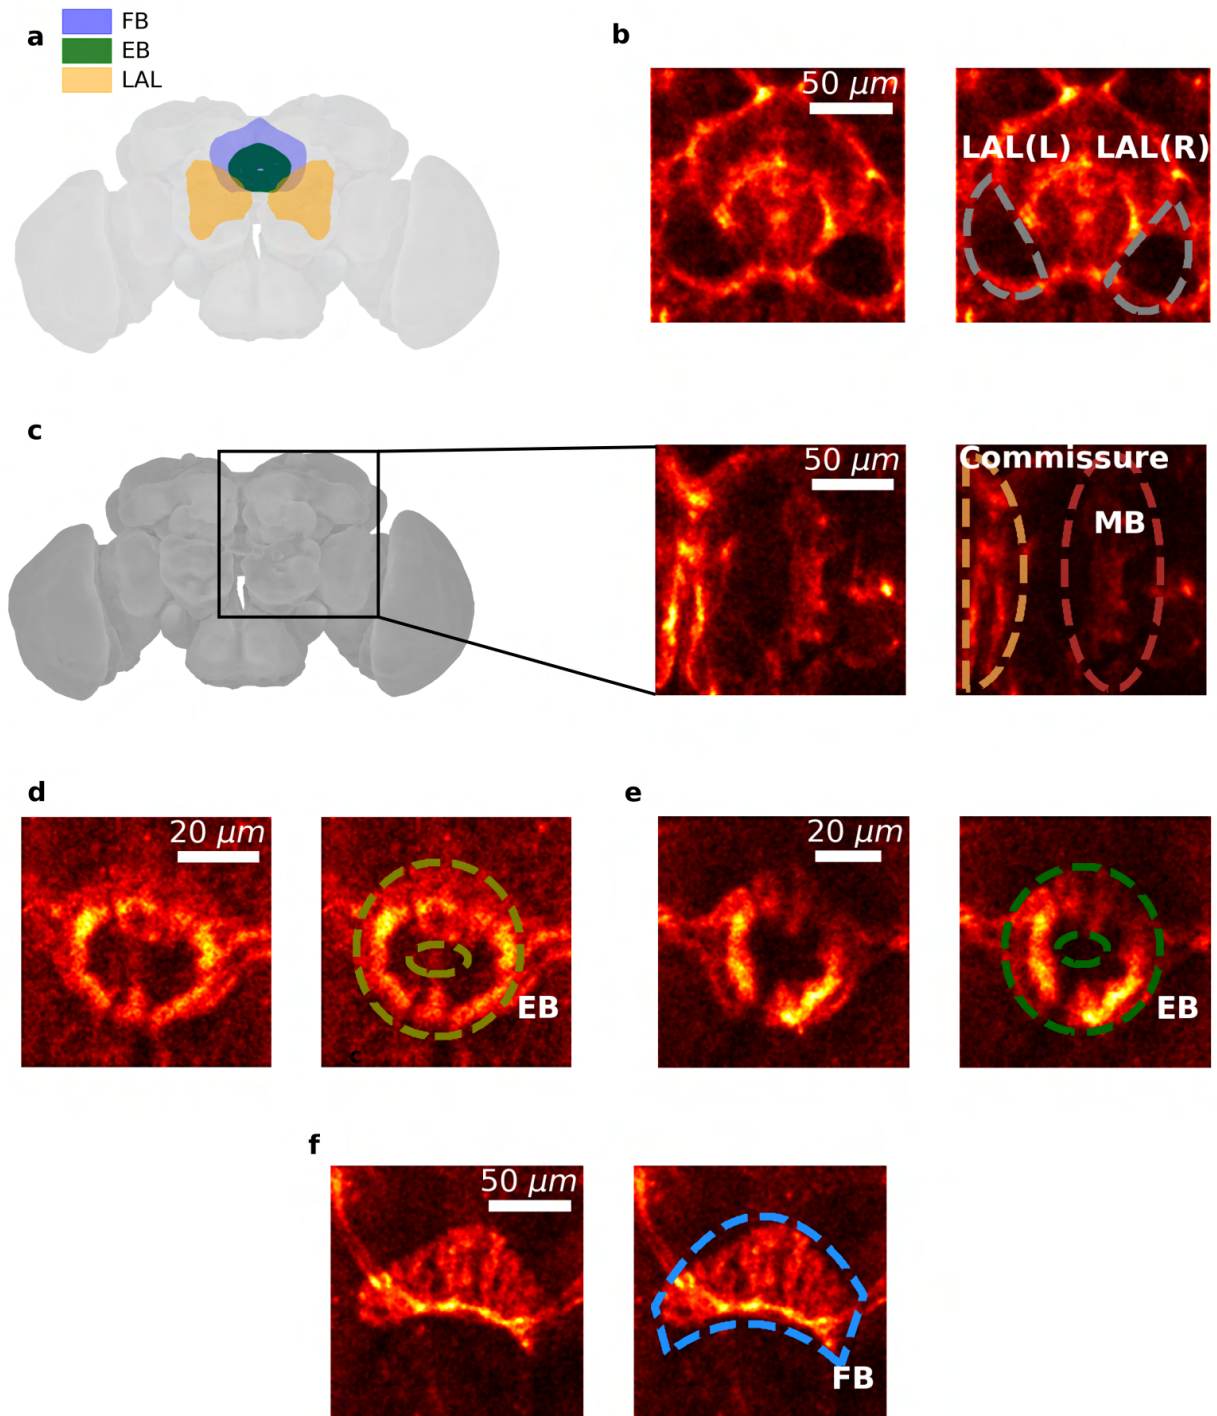 a
FB
EB
LAL
b
50 μm
LAL(L) LAL(R)
c
50 μm
Commissure
MB
d
20 μm
EB
c
e
20 μm
EB
f
50 μm
FB